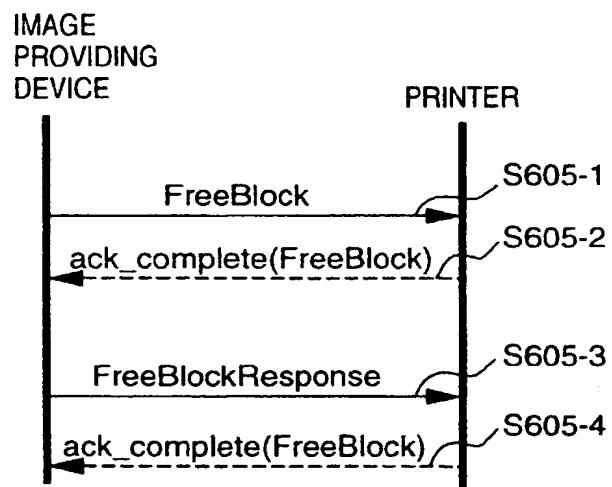 IMAGE
PROVIDING
DEVICE
PRINTER
S605-1
FreeBlock
S605-2
ack_complete(FreeBlock)
S605-3
FreeBlockResponse
S605-4
ack_complete(FreeBlock)